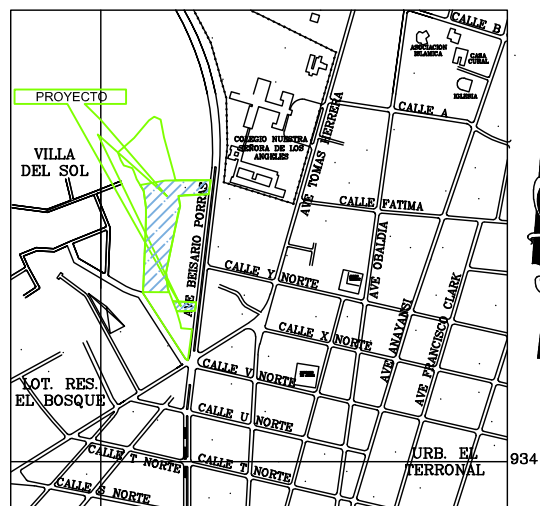 CALLE B
ASOCIACION
ISLAMICA
CASA
CURAL
IGLESIA
PROYECTO
CALLE A
COLEGIO NUESTRA
SEÑORA DE LOS
ANGELES
VILLA
DEL SOL
AVE TOMAS HERRERA
CALLE FATIMA
AVE BEISARIO PORRAS
AVE OBALDIA
CALLE Y NORTE
AVE ANAYANSI
AVE FRANCISCO CLARK
CALLE X NORTE
CALLE V NORTE
LOT. RES.
EL BOSQUE
CALLE U NORTE
CALLE T NORTE
CALLE T NORTE
URB. EL
TERRONAL
934
CALLE S NORTE